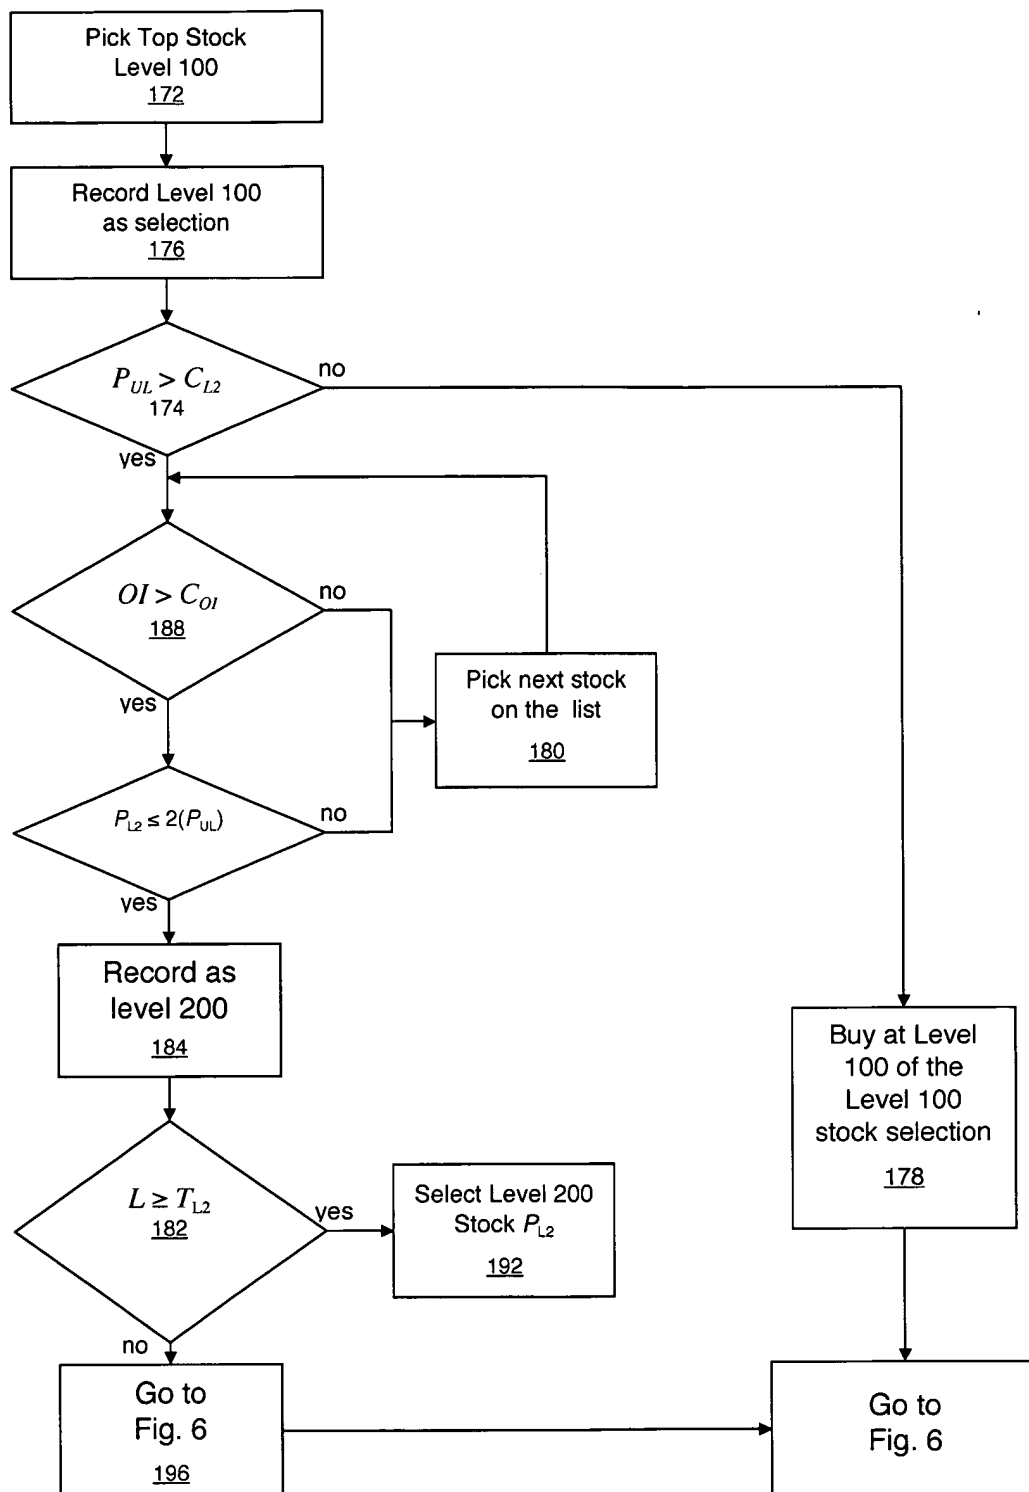 Pick Top Stock
Level 100
172
Record Level 100
as selection
176
P_UL > C_L2
174
no
yes
OI > C_OI
188
no
yes
Pick next stock
on the list
180
P_L2 ≤ 2(P_UL)
no
yes
Record as
level 200
184
Buy at Level
100 of the
Level 100
stock selection
178
L ≥ T_L2
182
yes
Select Level 200
Stock P_L2
192
no
Go to
Fig. 6
196
Go to
Fig. 6